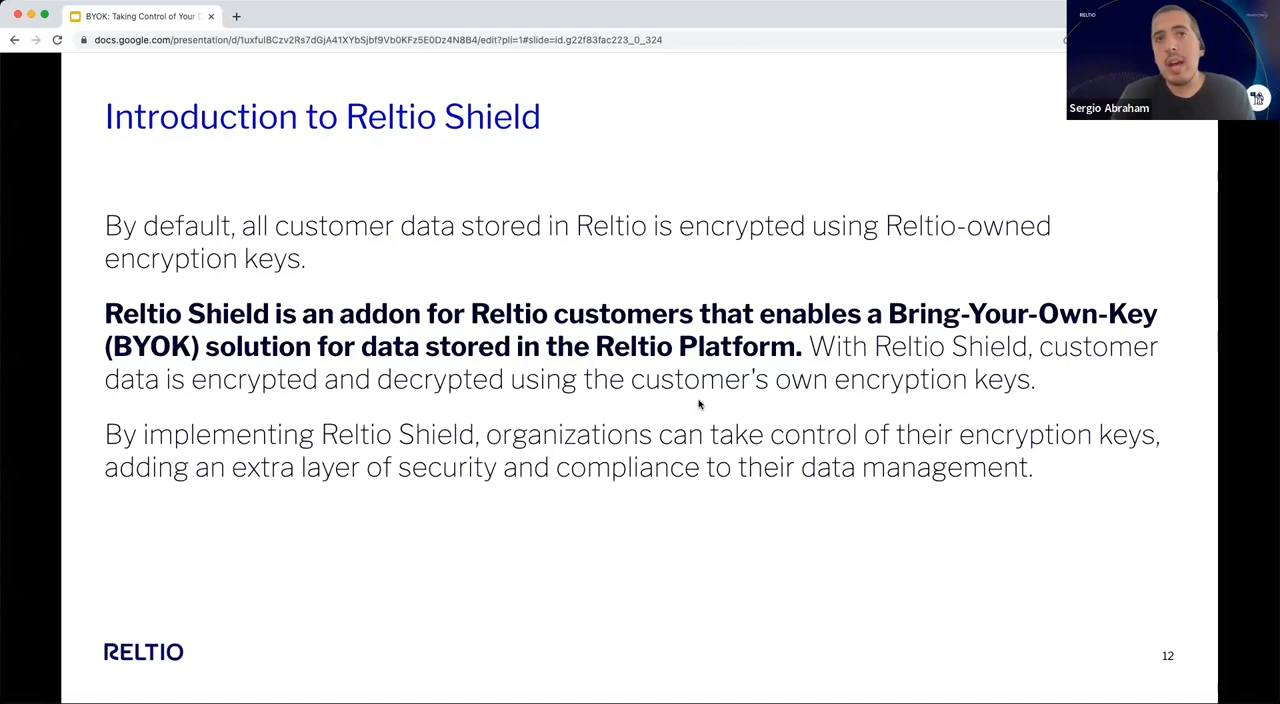 BYOK: Taking Control of Your D
docs.google.com/presentation/d/1uxfulBCzv2Rs7dGjA41XYbSbf9Vb0KFz5E0Dz4N8B4/edit?pli=1#slide=id.g22f83fac223_0_324
RELTIO
Sergio Abraham
Introduction to Reltio Shield
By default, all customer data stored in Reltio is encrypted using Reltio-owned
encryption keys.
Reltio Shield is an addon for Reltio customers that enables a Bring-Your-Own-Key
(BYOK) solution for data stored in the Reltio Platform. With Reltio Shield, customer
data is encrypted and decrypted using the customer's own encryption keys.
By implementing Reltio Shield, organizations can take control of their encryption keys,
adding an extra layer of security and compliance to their data management.
RELTIO
12